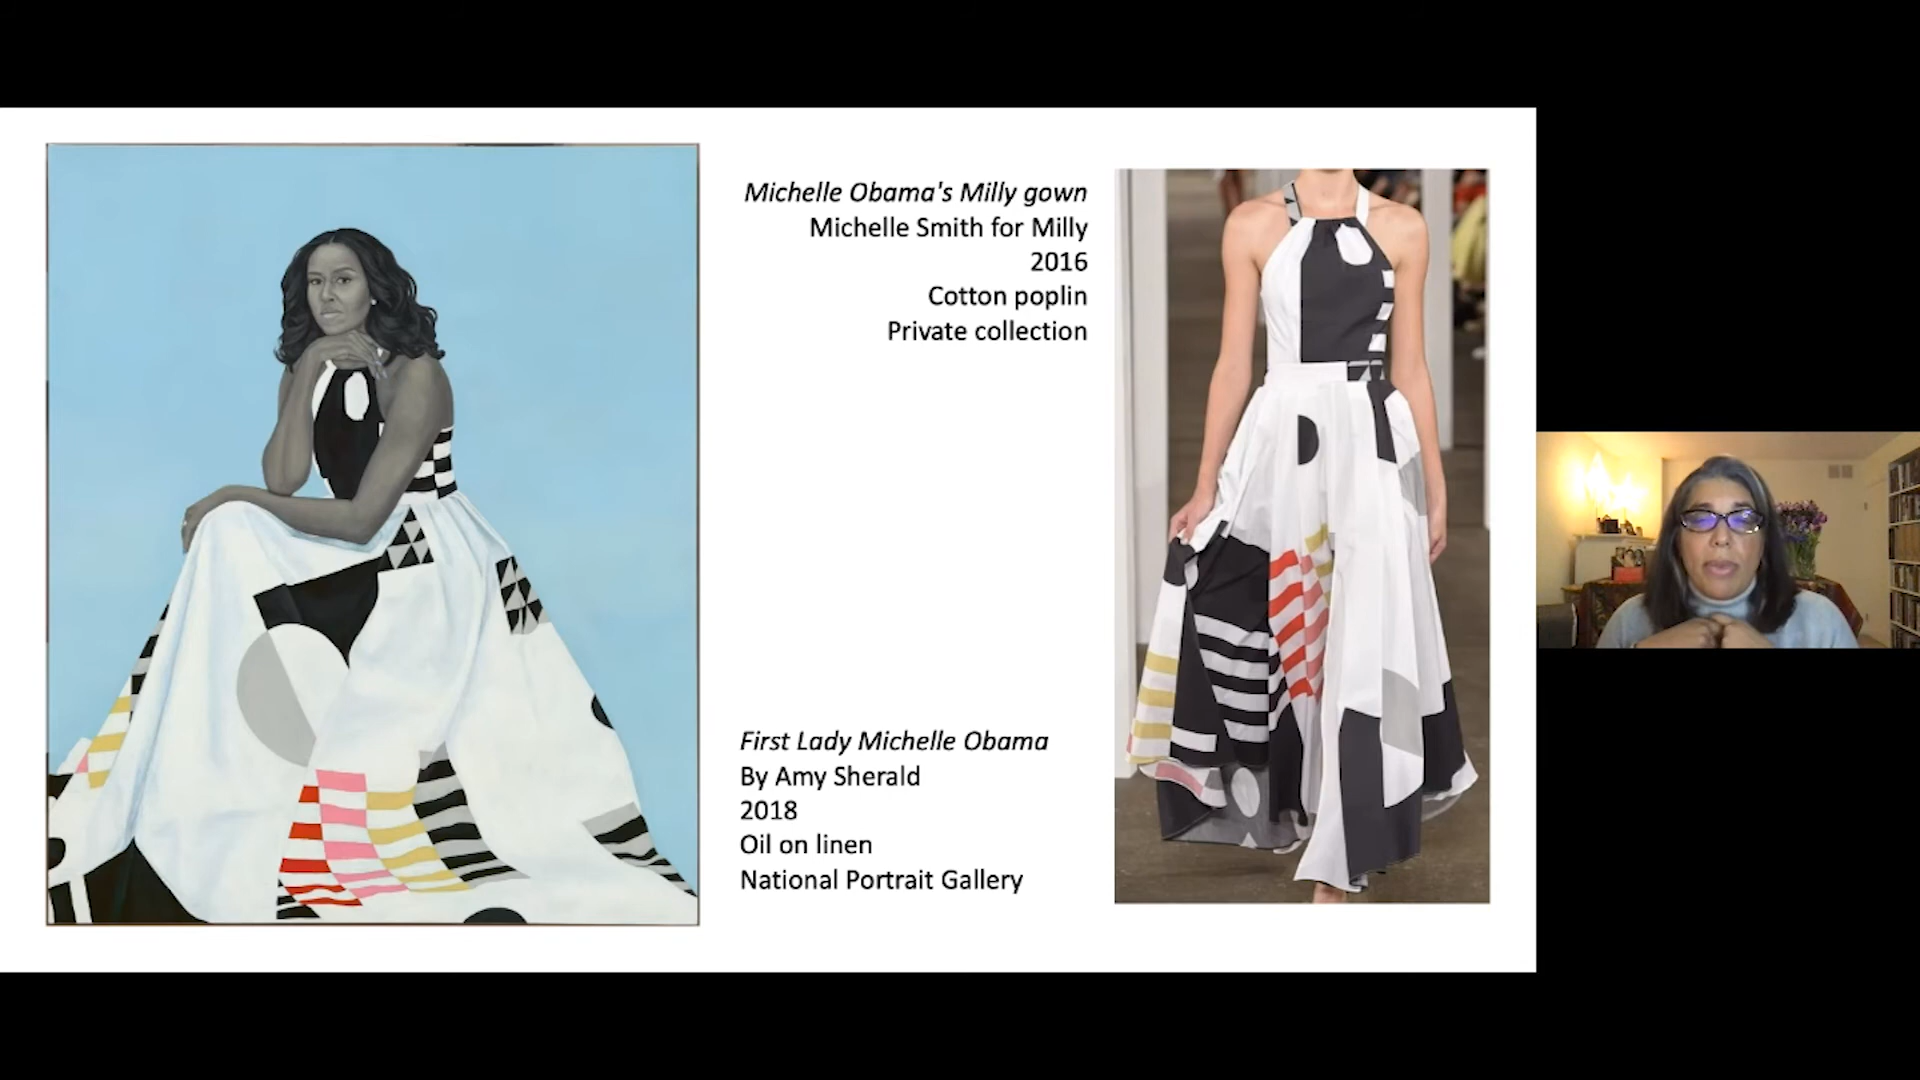 Michelle Obama's Milly gown
Michelle Smith for Milly
2016
Cotton poplin
Private collection
First Lady Michelle Obama
By Amy Sherald
2018
Oil on linen
National Portrait Gallery